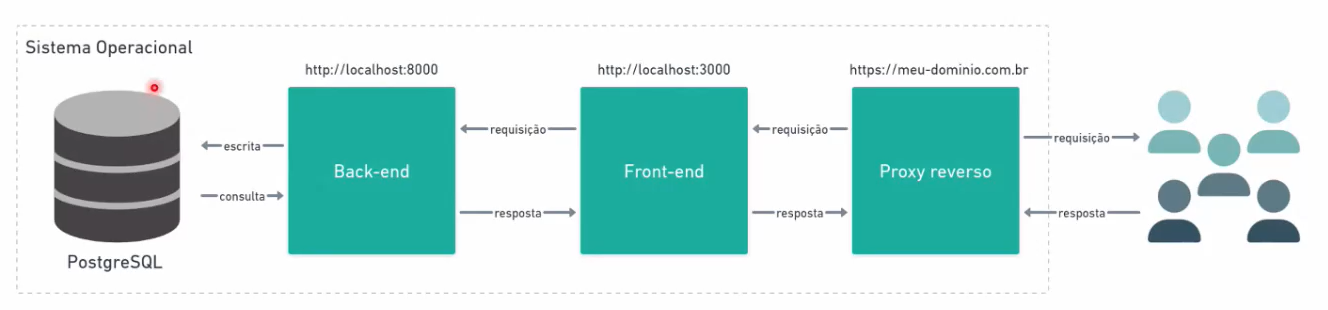 Sistema Operacional
http://localhost:8000
http://localhost:3000
https://meu-dominio.com.br
escrita
consulta
PostgreSQL
Back-end
requisição
resposta
Front-end
requisição
resposta
Proxy reverso
requisição
resposta